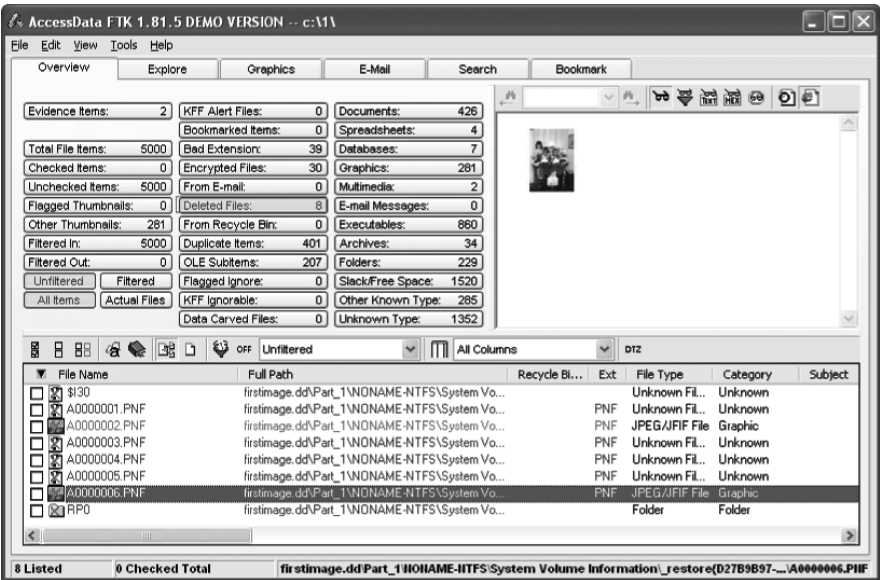 AccessData FTK 1.81.5 DEMO VERSION -- c:\1\
File Edit View Tools Help
Overview Explore Graphics E-Mail Search Bookmark
Evidence Items: 2 KFF Alert Files: 0 Documents: 426
Bookmarked Items: 0 Spreadsheets: 4
Total File Items: 5000 Bad Extension: 39 Databases: 7
Checked Items: 0 Encrypted Files: 30 Graphics: 281
Unchecked Items: 5000 From E-mail: 0 Multimedia: 2
Flagged Thumbnails: 0 Deleted Files: 8 E-mail Messages: 0
Other Thumbnails: 281 From Recycle Bin: 0 Executables: 860
Filtered In: 5000 Duplicate Items: 401 Archives: 34
Filtered Out: 0 OLE Subitems: 207 Folders: 229
Unfiltered Filtered Flagged Ignore: 0 Slack/Free Space: 1520
All Items Actual Files KFF Ignorable: 0 Other Known Type: 285
Data Carved Files: 0 Unknown Type: 1352
TEXT HEX
OFF Unfiltered All Columns DTZ
File Name Full Path Recycle Bi... Ext File Type Category Subject
$I30 firstimage.dd\Part_1\NONAME-NTFS\System Vo... Unknown Fil... Unknown
A0000001.PNF firstimage.dd\Part_1\NONAME-NTFS\System Vo... PNF Unknown Fil... Unknown
A0000002.PNF firstimage.dd\Part_1\NONAME-NTFS\System Vo... PNF JPEG/JFIF File Graphic
A0000003.PNF firstimage.dd\Part_1\NONAME-NTFS\System Vo... PNF Unknown Fil... Unknown
A0000004.PNF firstimage.dd\Part_1\NONAME-NTFS\System Vo... PNF Unknown Fil... Unknown
A0000005.PNF firstimage.dd\Part_1\NONAME-NTFS\System Vo... PNF Unknown Fil... Unknown
A0000006.PNF firstimage.dd\Part_1\NONAME-NTFS\System Vo... PNF JPEG/JFIF File Graphic
RP0 firstimage.dd\Part_1\NONAME-NTFS\System Vo... Folder Folder
8 Listed 0 Checked Total firstimage.dd\Part_1\NONAME-NTFS\System Volume Information\_restore{D27B9B97-...\A0000006.PNF